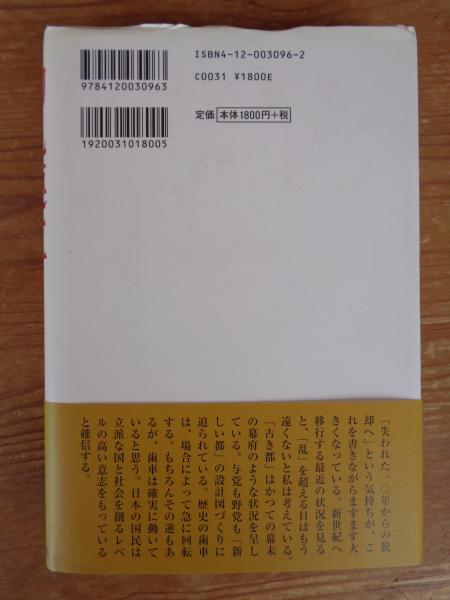 ISBN4-12-003096-2
C0031 ¥1800E
9784120030963
定価 本体1800円+税
1920031018005
「失われた一〇年からの脱
却へ」という気持ちが、こ
れを書きながらますます大
きくなっている。新世紀へ
移行する最近の状況を見る
と、「乱」を超える日はもう
遠くないと私は考えている。
「古き都」はかつての幕末
の幕府のような状況を呈し
ている。与党も野党も「新
しい都」の設計図づくりに
迫られている。歴史の歯車
は、場合によって急に回転
する。もちろんその逆もあ
るが、歯車は確実に動いて
いると思う。日本の国民は
立派な国と社会を創るレベ
ルの高い意志をもっている
と確信する。